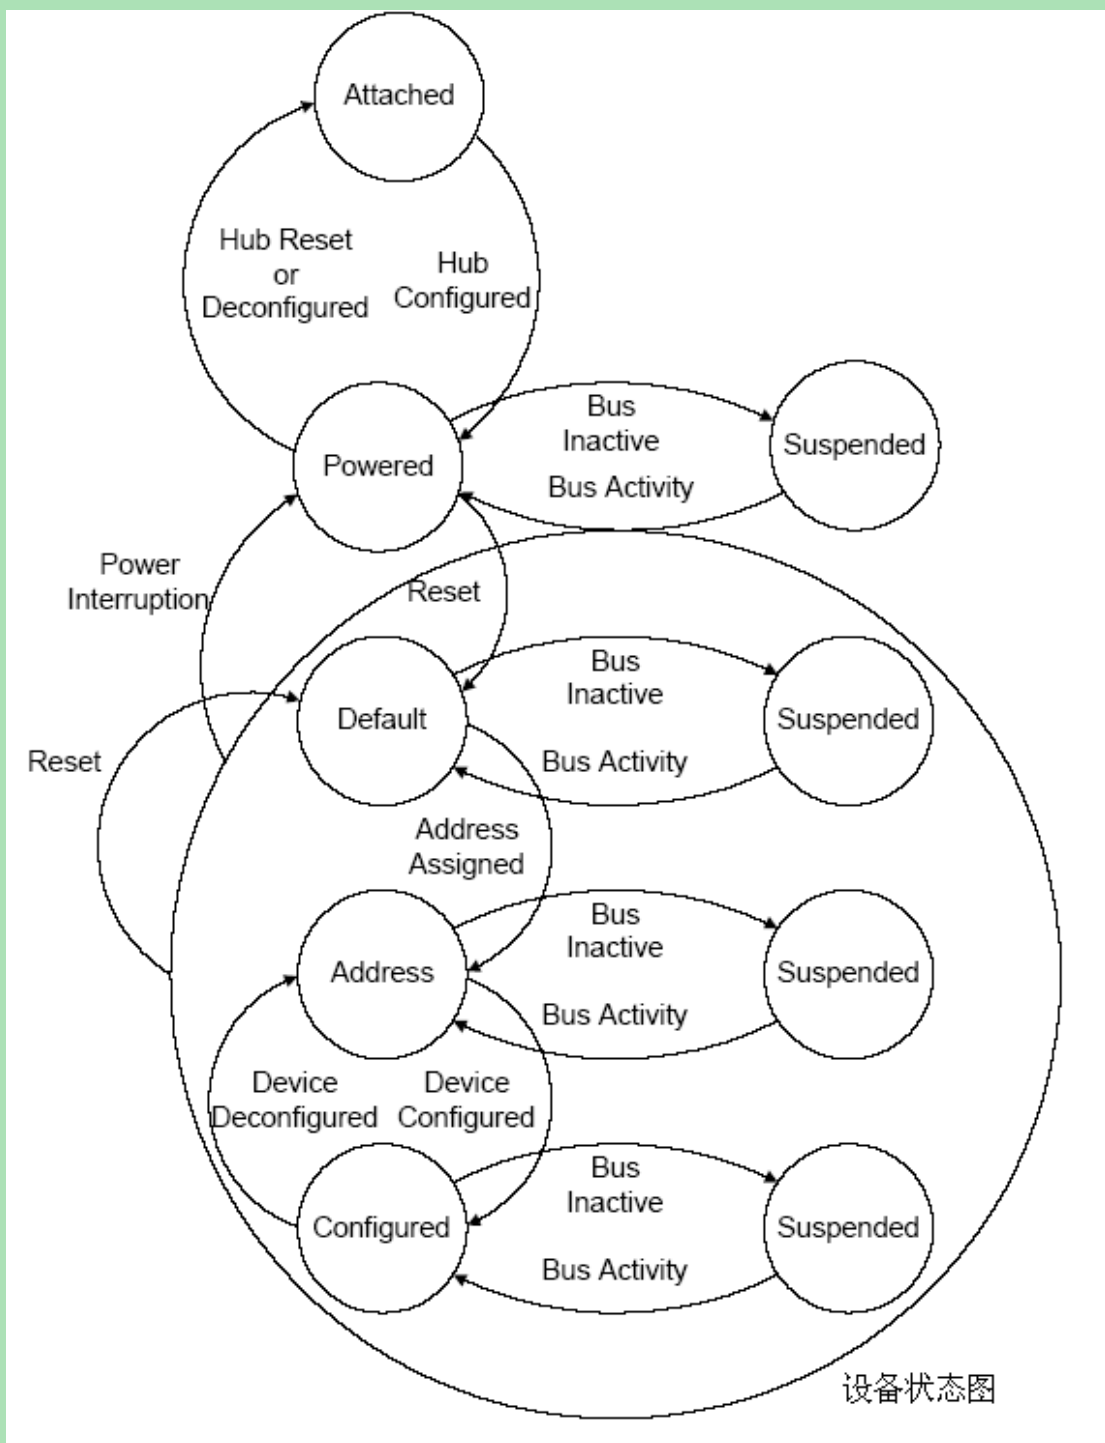 Attached
Hub Reset
or
Deconfigured
Hub
Configured
Powered
Bus
Inactive
Bus Activity
Suspended
Power
Interruption
Reset
Default
Bus
Inactive
Bus Activity
Suspended
Reset
Address
Assigned
Address
Bus
Inactive
Bus Activity
Suspended
Device
Deconfigured
Device
Configured
Configured
Bus
Inactive
Bus Activity
Suspended
设备状态图